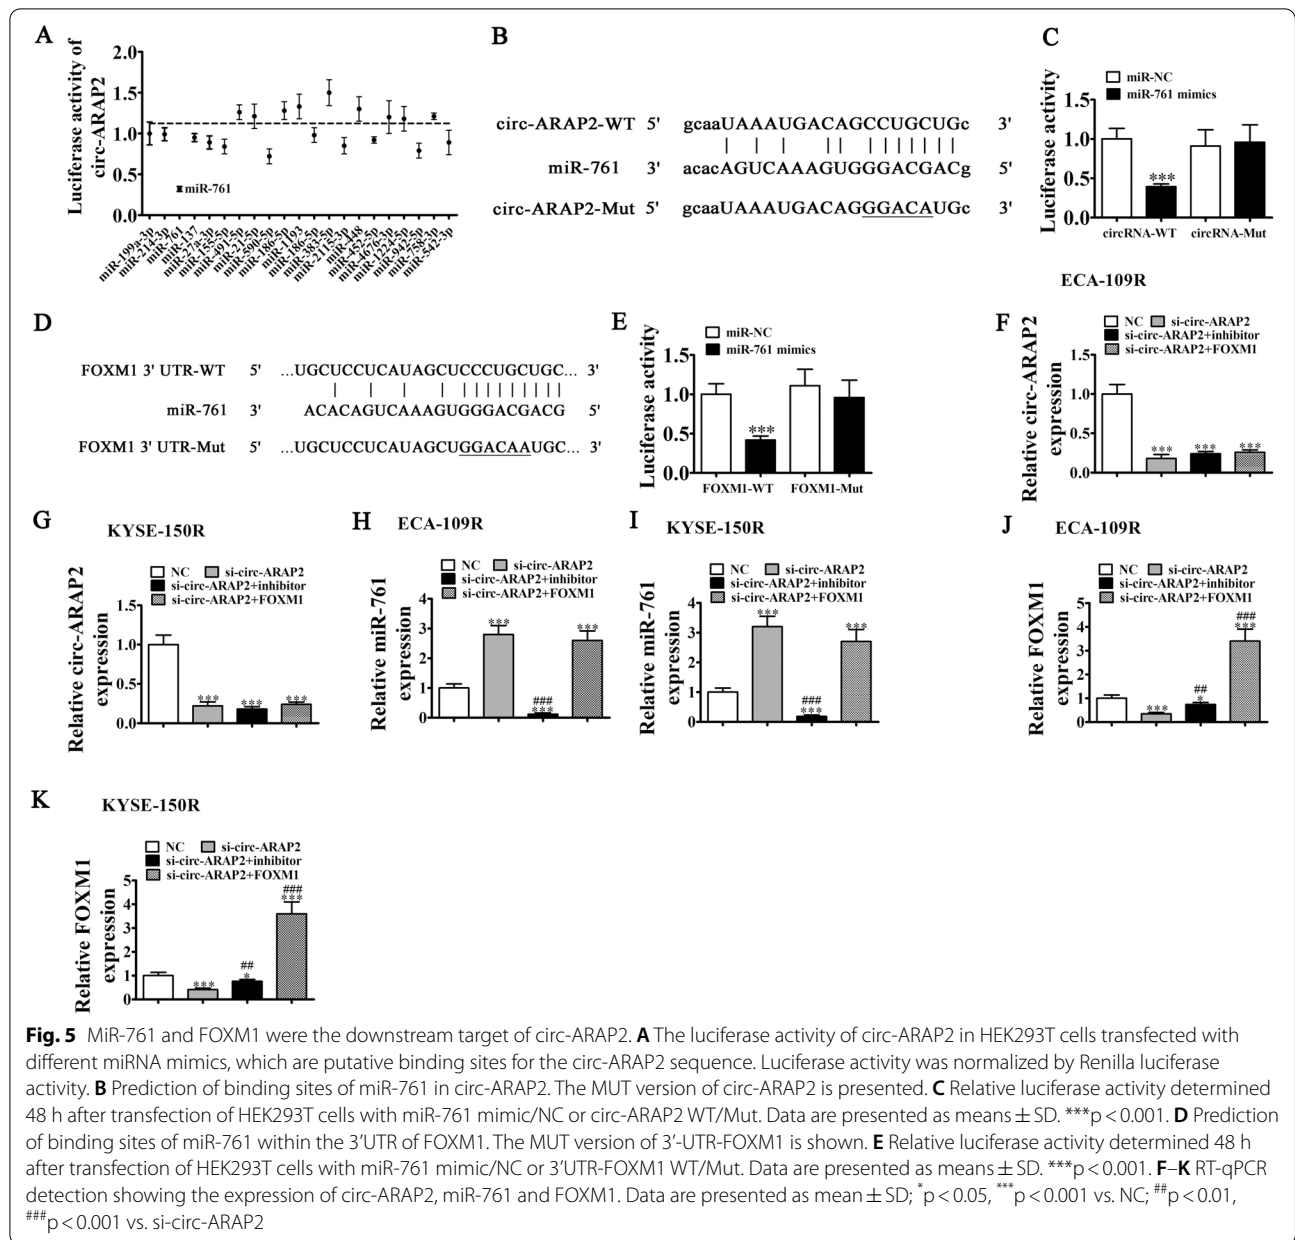 A
Luciferase activity of
circ-ARAP2
2.0
1.5
1.0
0.5
0.0
miR-761
miR-199a-3p
miR-214-3p
miR-761
miR-137
miR-27a-3p
miR-155-5p
miR-491-5p
miR-21-5p
miR-590-5p
miR-186-5p
miR-1193
miR-186-5p
miR-383-5p
miR-2115-3p
miR-448
miR-452-5p
miR-4676-3p
miR-1224-5p
miR-942-5p
miR-758-3p
miR-542-3p
B
circ-ARAP2-WT 5' gcaaUAAAUGACAGCCUGCUGc 3'
miR-761 3' acacAGUCAAAGUGGGACGACg 5'
circ-ARAP2-Mut 5' gcaaUAAAUGACAGGGACAUGc 3'
C
miR-NC
miR-761 mimics
Luciferase activity
1.5
1.0
0.5
0.0
***
circRNA-WT circRNA-Mut
D
FOXM1 3' UTR-WT 5' ...UGCUCCUCAUAGCUCCCUGCUGC... 3'
miR-761 3' ACACAGUCAAAGUGGGACGACG 5'
FOXM1 3' UTR-Mut 5' ...UGCUCCUCAUAGCUGGACAAUGC... 3'
E
miR-NC
miR-761 mimics
Luciferase activity
1.5
1.0
0.5
0.0
***
FOXM1-WT FOXM1-Mut
ECA-109R
F
NC si-circ-ARAP2
si-circ-ARAP2+inhibitor
si-circ-ARAP2+FOXM1
Relative circ-ARAP2
expression
1.5
1.0
0.5
0.0
*** *** ***
G
KYSE-150R
NC si-circ-ARAP2
si-circ-ARAP2+inhibitor
si-circ-ARAP2+FOXM1
Relative circ-ARAP2
expression
1.5
1.0
0.5
0.0
*** *** ***
H
ECA-109R
NC si-circ-ARAP2
si-circ-ARAP2+inhibitor
si-circ-ARAP2+FOXM1
Relative miR-761
expression
4
3
2
1
0
*** ### *** ***
I
KYSE-150R
NC si-circ-ARAP2
si-circ-ARAP2+inhibitor
si-circ-ARAP2+FOXM1
Relative miR-761
expression
4
3
2
1
0
*** ### *** ***
J
ECA-109R
NC si-circ-ARAP2
si-circ-ARAP2+inhibitor
si-circ-ARAP2+FOXM1
Relative FOXM1
expression
5
4
3
2
1
0
*** ## * ### ***
K
KYSE-150R
NC si-circ-ARAP2
si-circ-ARAP2+inhibitor
si-circ-ARAP2+FOXM1
Relative FOXM1
expression
5
4
3
2
1
0
*** ## * ### ***
Fig. 5 MiR-761 and FOXM1 were the downstream target of circ-ARAP2. A The luciferase activity of circ-ARAP2 in HEK293T cells transfected with
different miRNA mimics, which are putative binding sites for the circ-ARAP2 sequence. Luciferase activity was normalized by Renilla luciferase
activity. B Prediction of binding sites of miR-761 in circ-ARAP2. The MUT version of circ-ARAP2 is presented. C Relative luciferase activity determined
48 h after transfection of HEK293T cells with miR-761 mimic/NC or circ-ARAP2 WT/Mut. Data are presented as means ± SD. ***p < 0.001. D Prediction
of binding sites of miR-761 within the 3'UTR of FOXM1. The MUT version of 3'-UTR-FOXM1 is shown. E Relative luciferase activity determined 48 h
after transfection of HEK293T cells with miR-761 mimic/NC or 3'UTR-FOXM1 WT/Mut. Data are presented as means ± SD. ***p < 0.001. F–K RT-qPCR
detection showing the expression of circ-ARAP2, miR-761 and FOXM1. Data are presented as mean ± SD; *p < 0.05, ***p < 0.001 vs. NC; ##p < 0.01,
###p < 0.001 vs. si-circ-ARAP2